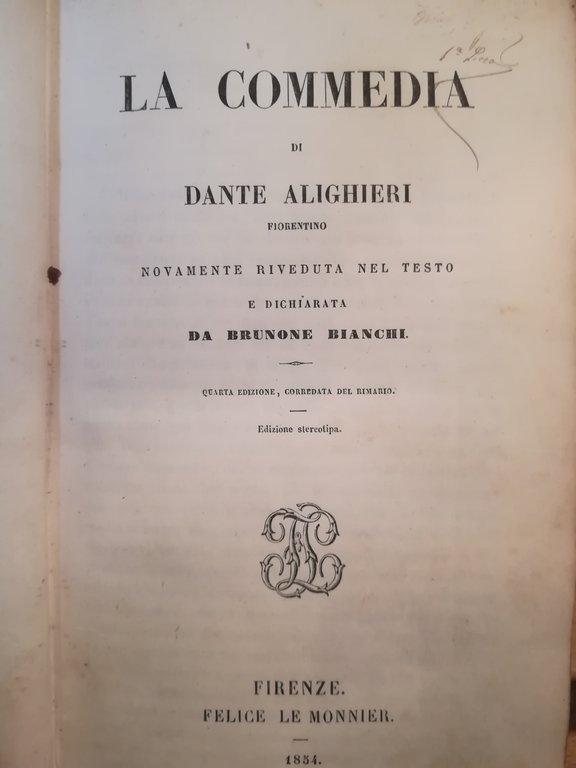 LA COMMEDIA
DI
DANTE ALIGHIERI
FIORENTINO
NOVAMENTE RIVEDUTA NEL TESTO
E DICHIARATA
DA BRUNONE BIANCHI.
QUARTA EDIZIONE, CORREDATA DEL RIMARIO.
Edizione stereotipa.
FIRENZE.
FELICE LE MONNIER.
1854.